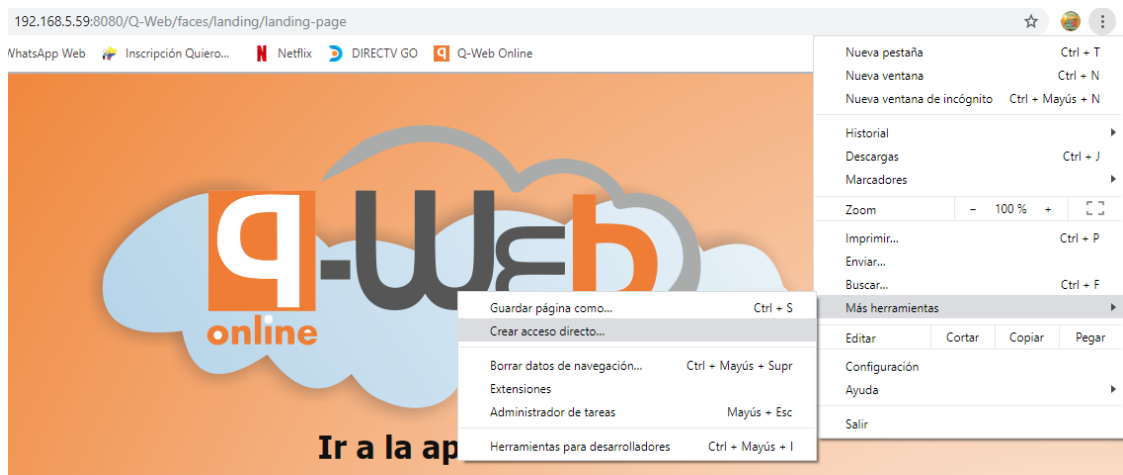 192.168.5.59:8080/Q-Web/faces/landing/landing-page
WhatsApp Web Inscripción Quiero... Netflix DIRECTV GO Q-Web Online
q-Web
online
Ir a la ap
Nueva pestaña Ctrl + T
Nueva ventana Ctrl + N
Nueva ventana de incógnito Ctrl + Mayús + N
Historial
Descargas Ctrl + J
Marcadores
Zoom - 100 % +
Imprimir... Ctrl + P
Enviar...
Buscar... Ctrl + F
Más herramientas
Editar Cortar Copiar Pegar
Configuración
Ayuda
Salir
Guardar página como... Ctrl + S
Crear acceso directo...
Borrar datos de navegación... Ctrl + Mayús + Supr
Extensiones
Administrador de tareas Mayús + Esc
Herramientas para desarrolladores Ctrl + Mayús + I